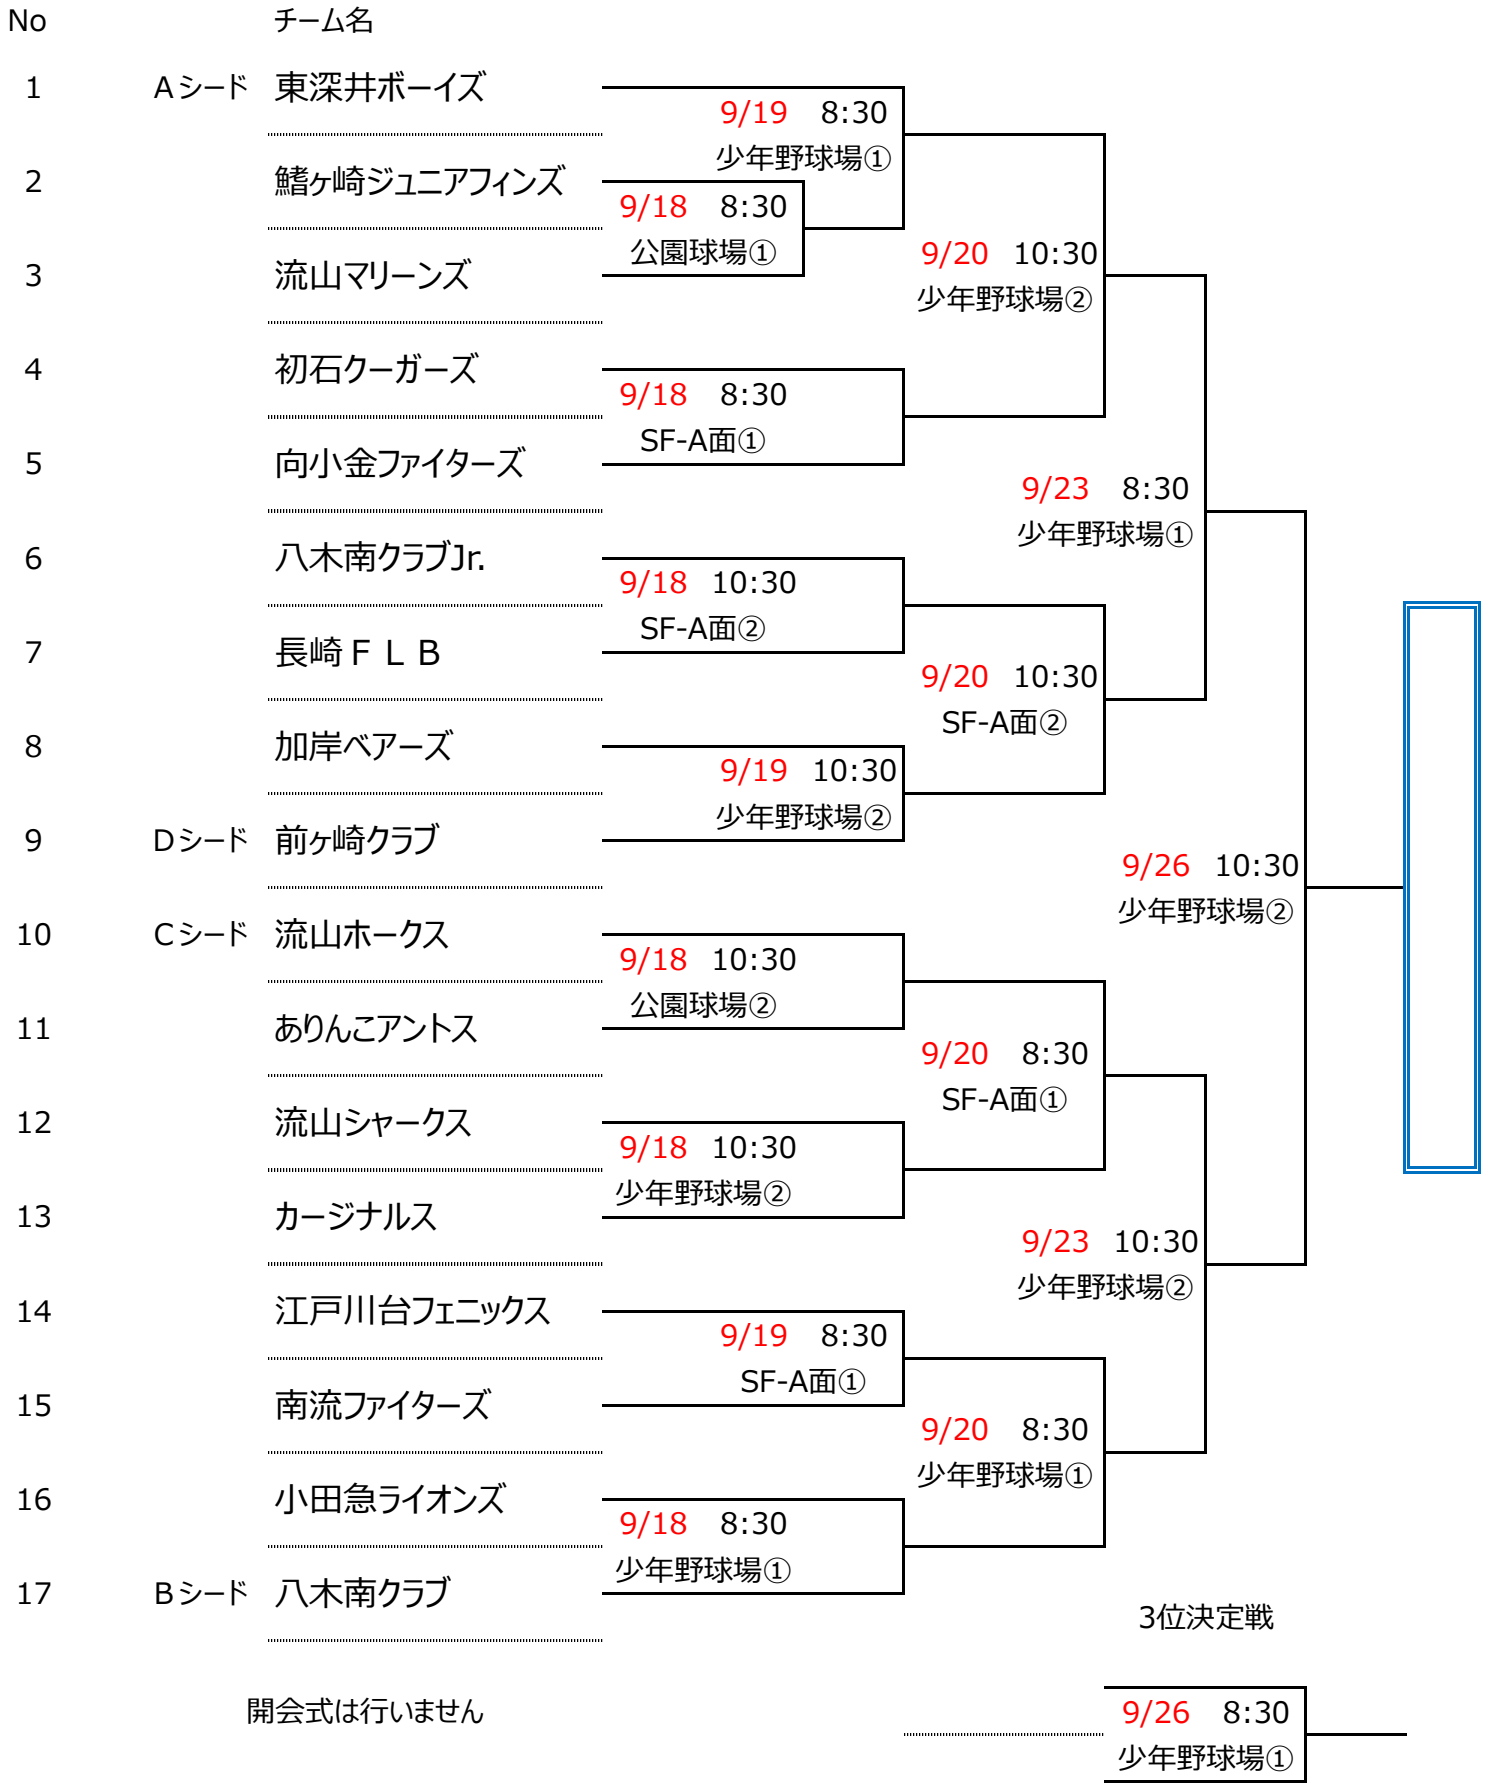 No チーム名
1 Aシード 東深井ボーイズ
9/19 8:30
少年野球場①
2 鰭ヶ崎ジュニアフィンズ
9/18 8:30
公園球場①
3 流山マリーンズ
9/20 10:30
少年野球場②
4 初石クーガーズ
9/18 8:30
SF-A面①
5 向小金ファイターズ
9/23 8:30
少年野球場①
6 八木南クラブJr.
9/18 10:30
SF-A面②
7 長崎ＦＬＢ
9/20 10:30
SF-A面②
8 加岸ベアーズ
9/19 10:30
少年野球場②
9 Dシード 前ヶ崎クラブ
9/26 10:30
少年野球場②
10 Cシード 流山ホークス
9/18 10:30
公園球場②
11 ありんこアントス
9/20 8:30
SF-A面①
12 流山シャークス
9/18 10:30
少年野球場②
13 カージナルス
9/23 10:30
少年野球場②
14 江戸川台フェニックス
9/19 8:30
SF-A面①
15 南流ファイターズ
9/20 8:30
少年野球場①
16 小田急ライオンズ
9/18 8:30
少年野球場①
17 Bシード 八木南クラブ
3位決定戦
開会式は行いません
9/26 8:30
少年野球場①